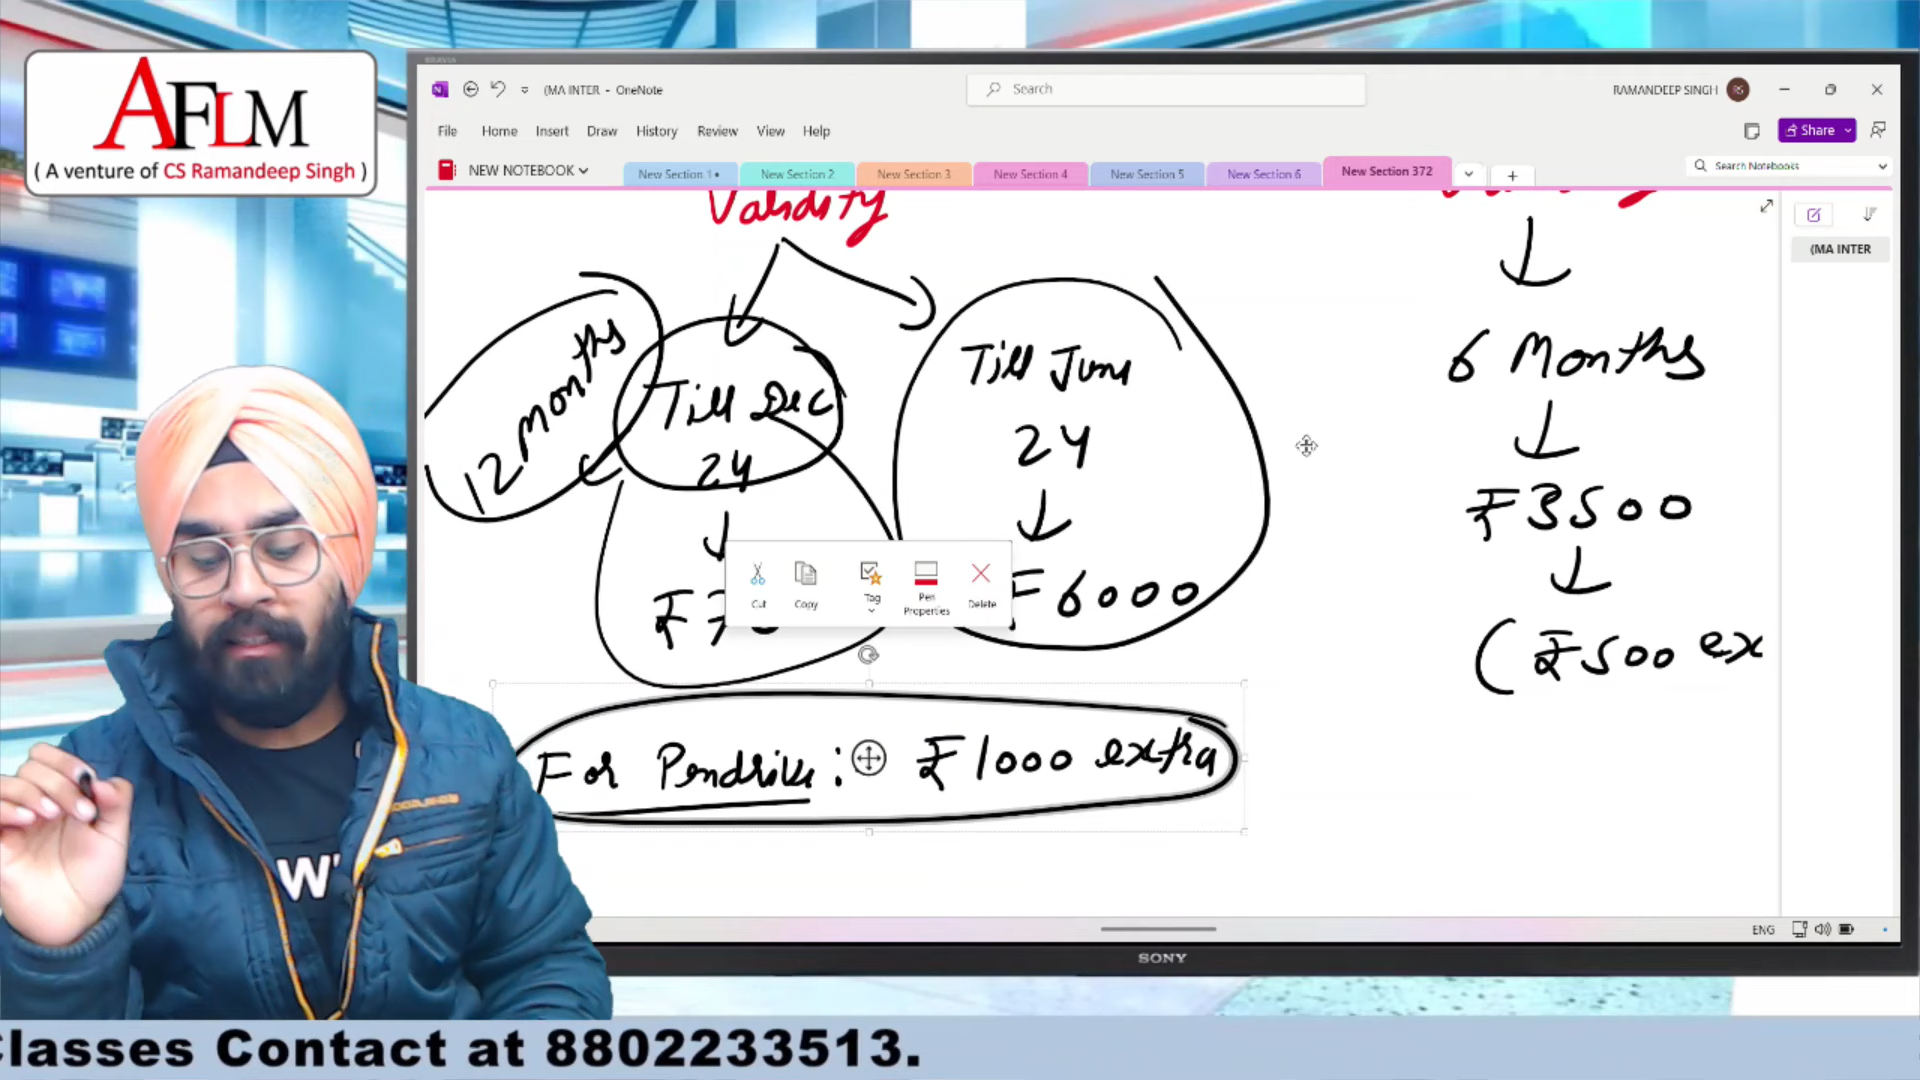 AFLM
( A venture of CS Ramandeep Singh )
BRAVIA
(MA INTER - OneNote
Search
RAMANDEEP SINGH
RS
File Home Insert Draw History Review View Help
Share
NEW NOTEBOOK
New Section 1
New Section 2
New Section 3
New Section 4
New Section 5
New Section 6
New Section 372
Search Notebooks
(MA INTER
Validity
12 Months
Till Dec
24
Till June
24
₹6000
Cut
Copy
Tag
Pen
Properties
Delete
For Pendrive: ₹1000 extra
6 Months
₹3500
(₹500 ex
ENG
SONY
W'
Classes Contact at 8802233513.